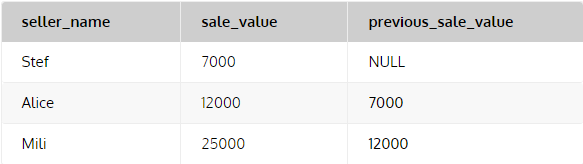 seller_name sale_value previous_sale_value
Stef 7000 NULL
Alice 12000 7000
Mili 25000 12000